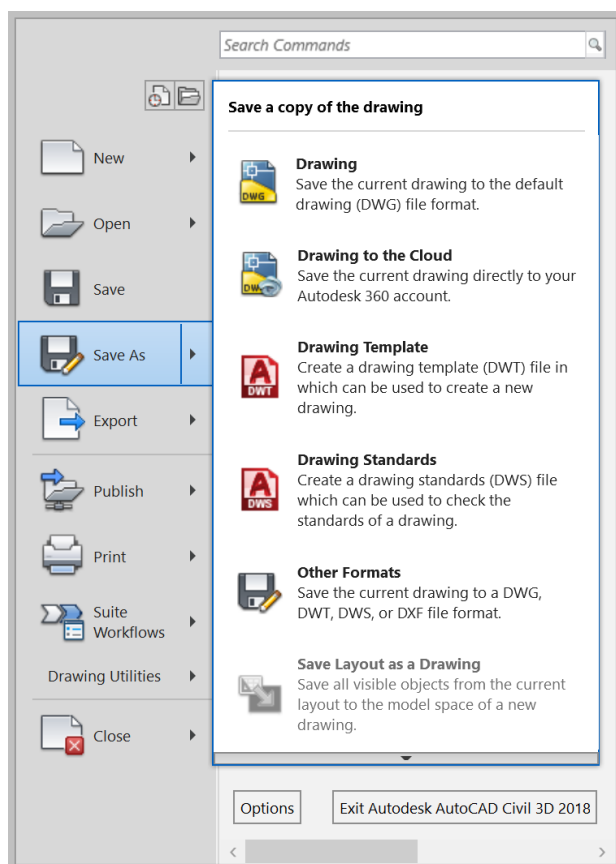 Search Commands
Save a copy of the drawing
New
Open
Save
Save As
Export
Publish
Print
Suite
Workflows
Drawing Utilities
Close
DWG
Drawing
Save the current drawing to the default
drawing (DWG) file format.
DWG
Drawing to the Cloud
Save the current drawing directly to your
Autodesk 360 account.
A
DWT
Drawing Template
Create a drawing template (DWT) file in
which can be used to create a new
drawing.
A
DWS
Drawing Standards
Create a drawing standards (DWS) file
which can be used to check the
standards of a drawing.
Other Formats
Save the current drawing to a DWG,
DWT, DWS, or DXF file format.
Save Layout as a Drawing
Save all visible objects from the current
layout to the model space of a new
drawing.
Options
Exit Autodesk AutoCAD Civil 3D 2018